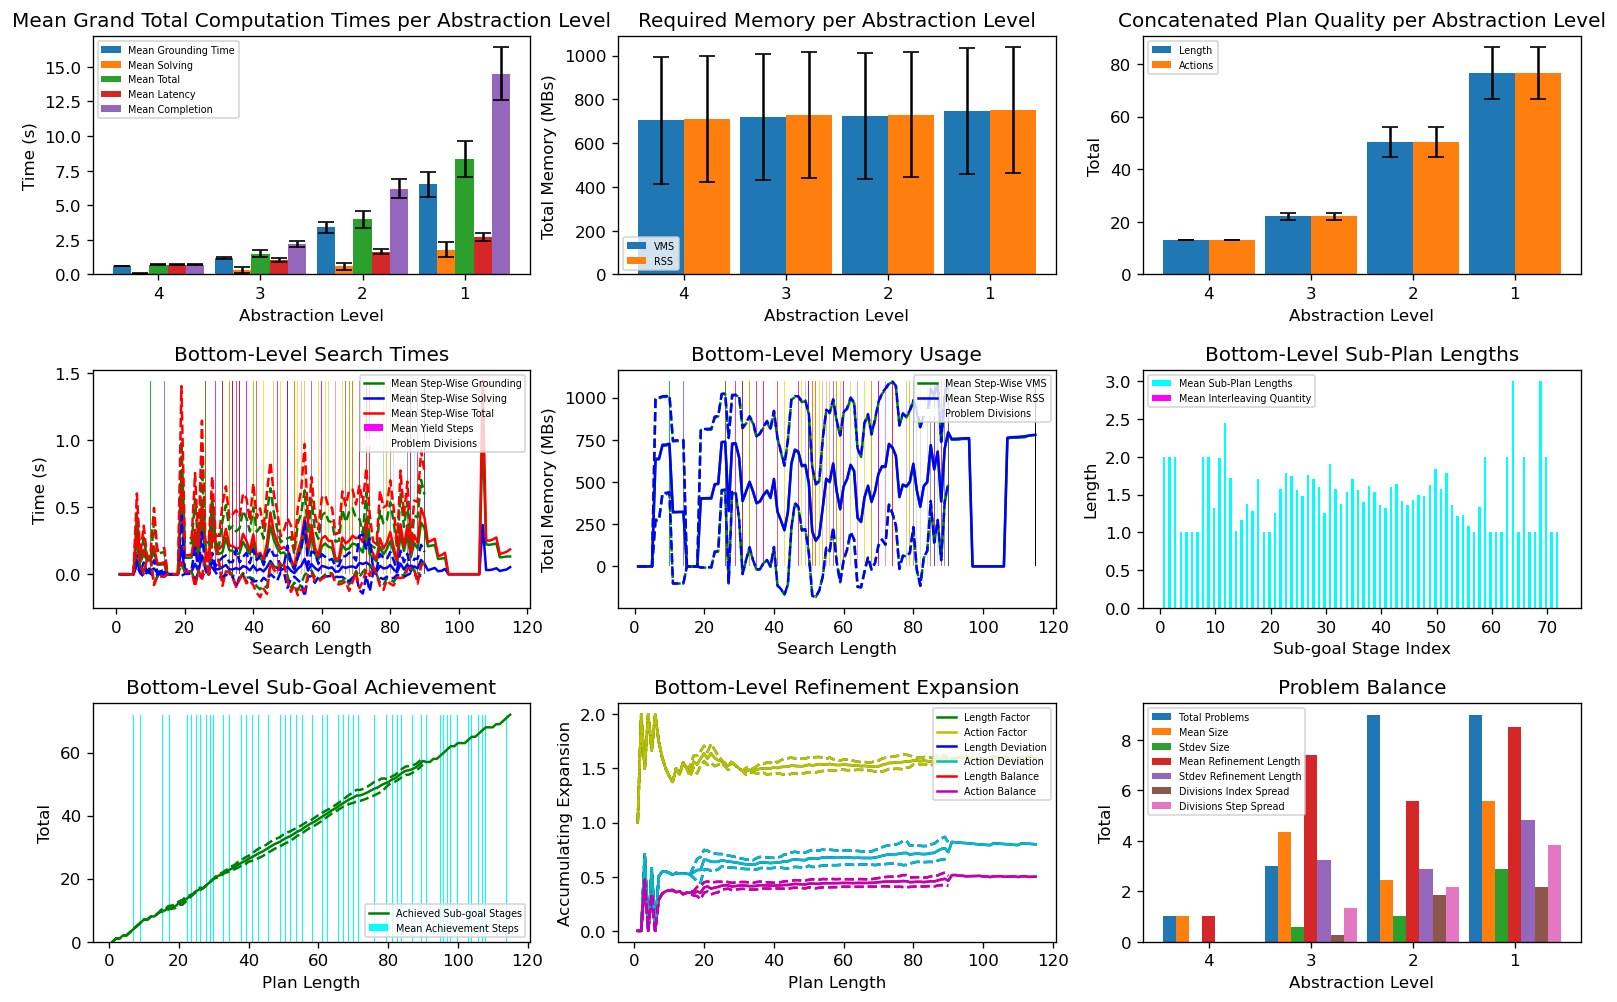 Mean Grand Total Computation Times per Abstraction Level
Time (s)
15.0
12.5
10.0
7.5
5.0
2.5
0.0
Mean Grounding Time
Mean Solving
Mean Total
Mean Latency
Mean Completion
4 3 2 1
Abstraction Level
Required Memory per Abstraction Level
Total Memory (MBs)
1000
800
600
400
200
0
VMS
RSS
4 3 2 1
Abstraction Level
Concatenated Plan Quality per Abstraction Level
Total
80
60
40
20
0
Length
Actions
4 3 2 1
Abstraction Level
Bottom-Level Search Times
Time (s)
1.5
1.0
0.5
0.0
Mean Step-Wise Grounding
Mean Step-Wise Solving
Mean Step-Wise Total
Mean Yield Steps
Problem Divisions
0 20 40 60 80 100 120
Search Length
Bottom-Level Memory Usage
Total Memory (MBs)
1000
750
500
250
0
Mean Step-Wise VMS
Mean Step-Wise RSS
Problem Divisions
0 20 40 60 80 100 120
Search Length
Bottom-Level Sub-Plan Lengths
Length
3.0
2.5
2.0
1.5
1.0
0.5
0.0
Mean Sub-Plan Lengths
Mean Interleaving Quantity
0 10 20 30 40 50 60 70
Sub-goal Stage Index
Bottom-Level Sub-Goal Achievement
Total
60
40
20
0
Achieved Sub-goal Stages
Mean Achievement Steps
0 20 40 60 80 100 120
Plan Length
Bottom-Level Refinement Expansion
Accumulating Expansion
2.0
1.5
1.0
0.5
0.0
Length Factor
Action Factor
Length Deviation
Action Deviation
Length Balance
Action Balance
0 20 40 60 80 100 120
Plan Length
Problem Balance
Total
8
6
4
2
0
Total Problems
Mean Size
Stdev Size
Mean Refinement Length
Stdev Refinement Length
Divisions Index Spread
Divisions Step Spread
4 3 2 1
Abstraction Level